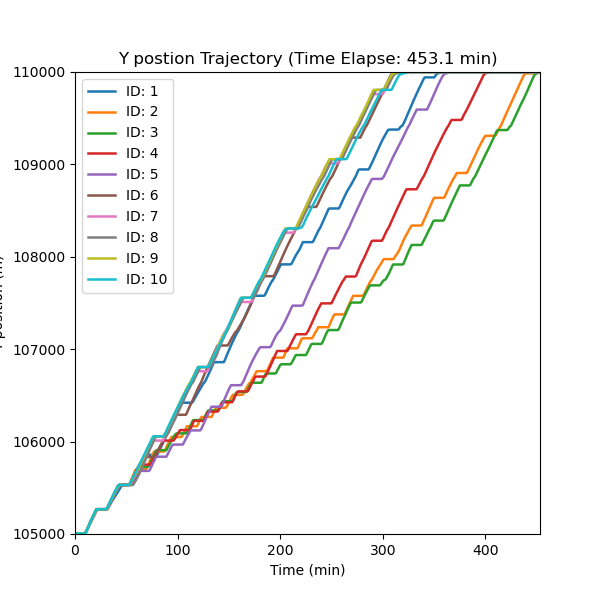 Y postion Trajectory (Time Elapse: 453.1 min)
110000
109000
108000
107000
106000
105000
ID: 1
ID: 2
ID: 3
ID: 4
ID: 5
ID: 6
ID: 7
ID: 8
ID: 9
ID: 10
0 100 200 300 400
Time (min)